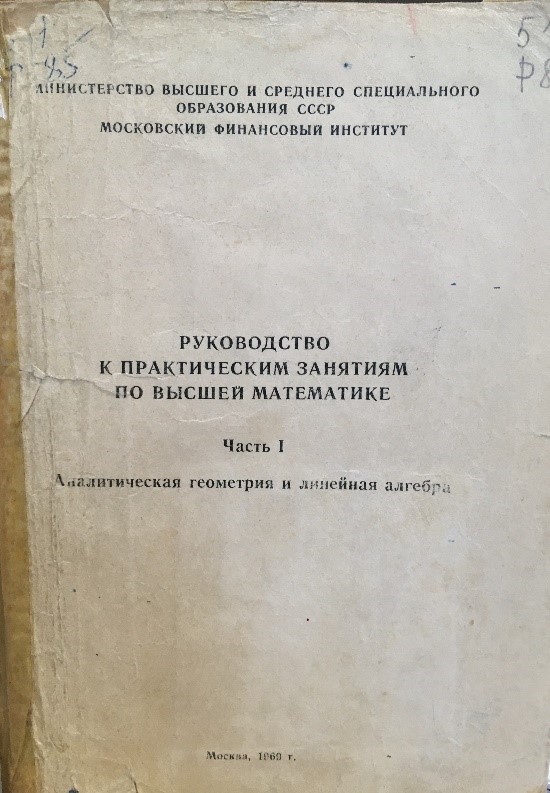 МИНИСТЕРСТВО ВЫСШЕГО И СРЕДНЕГО СПЕЦИАЛЬНОГО
ОБРАЗОВАНИЯ СССР
МОСКОВСКИЙ ФИНАНСОВЫЙ ИНСТИТУТ
РУКОВОДСТВО
К ПРАКТИЧЕСКИМ ЗАНЯТИЯМ
ПО ВЫСШЕЙ МАТЕМАТИКЕ
Часть I
Аналитическая геометрия и линейная алгебра
Москва, 1969 г.